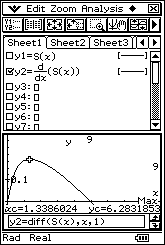 Edit Zoom Analysis
Sheet1 Sheet2 Sheet3
y1=S(x)
y2=d/dx(S(x))
y3:
y4:
y5:
y6:
y7:
y 9
9
0.1
x
Max
xc=1.3386024 yc=6.2831853
y2=diff(S(x),x,1)
Rad Real